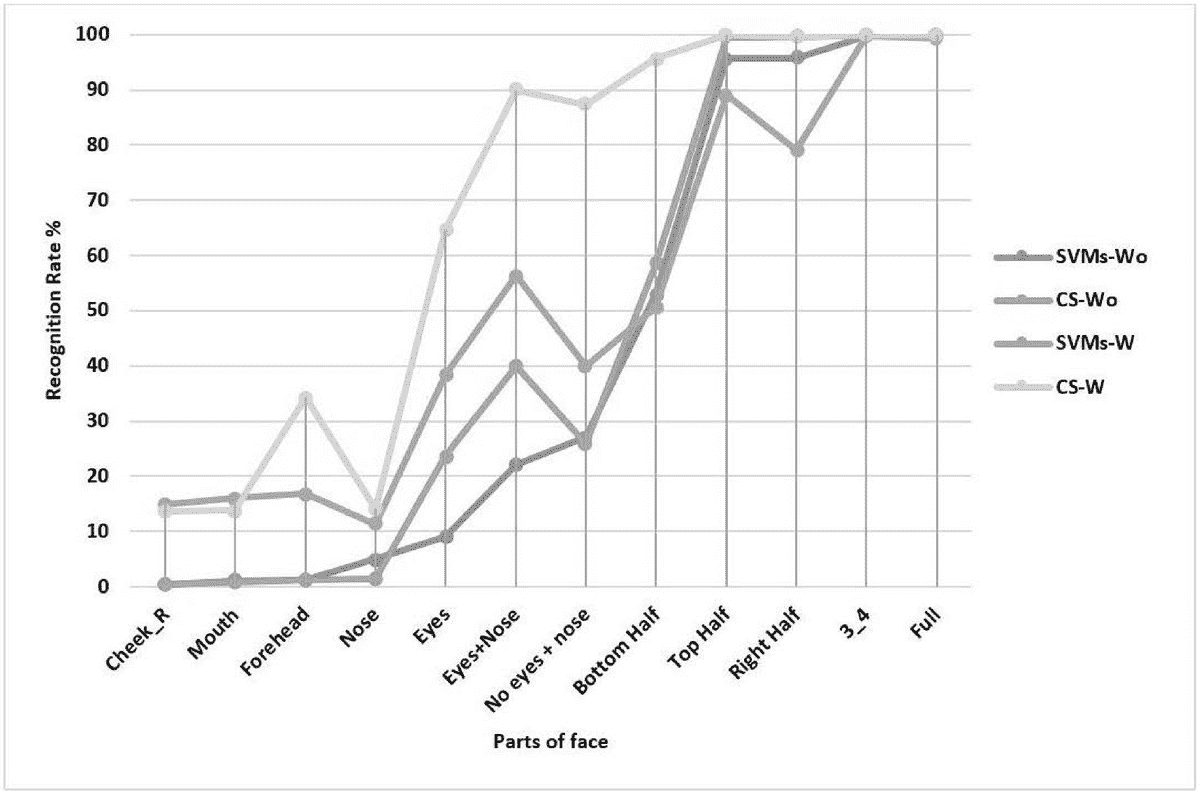 100
90
80
70
60
50
40
30
20
10
0
Recognition Rate %
Cheek_R
Mouth
Forehead
Nose
Eyes
Eyes+Nose
No eyes + nose
Bottom Half
Top Half
Right Half
3_4
Full
Parts of face
SVMs-Wo
CS-Wo
SVMs-W
CS-W